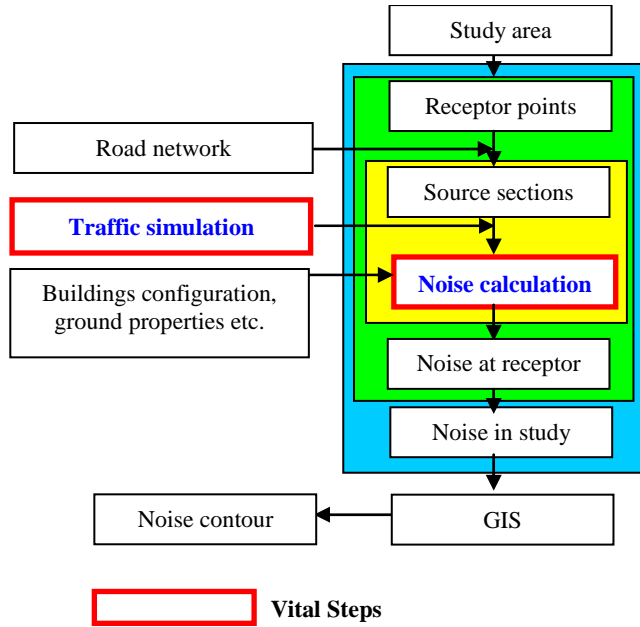 Study area
Receptor points
Road network
Source sections
Traffic simulation
Noise calculation
Buildings configuration,
ground properties etc.
Noise at receptor
Noise in study
Noise contour
GIS
Vital Steps